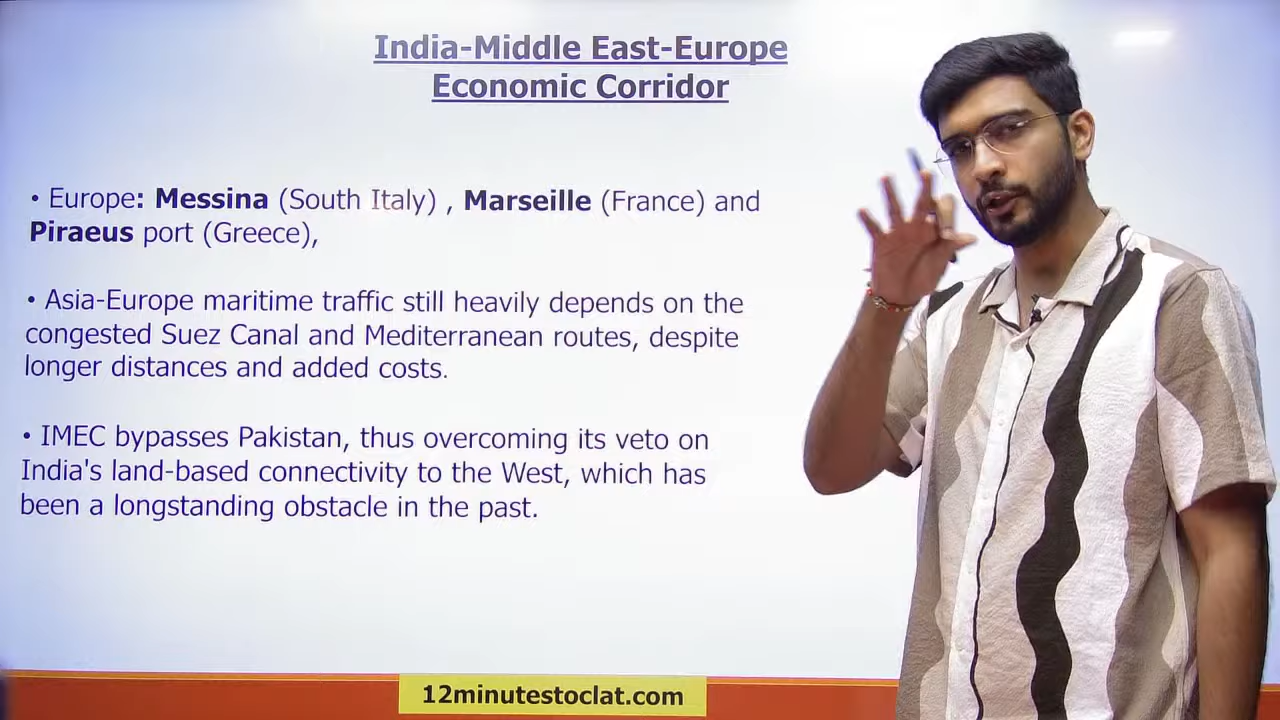 India-Middle East-Europe
Economic Corridor
• Europe: Messina (South Italy) , Marseille (France) and
Piraeus port (Greece),
• Asia-Europe maritime traffic still heavily depends on the
congested Suez Canal and Mediterranean routes, despite
longer distances and added costs.
• IMEC bypasses Pakistan, thus overcoming its veto on
India's land-based connectivity to the West, which has
been a longstanding obstacle in the past.
12minutestoclat.com